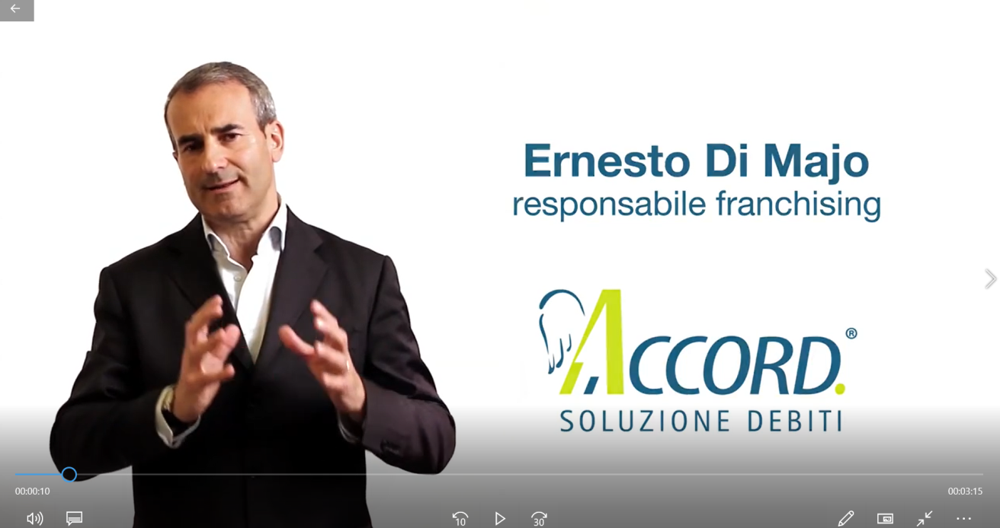 Ernesto Di Majo
responsabile franchising
ACCORD.®
SOLUZIONE DEBITI
00:00:10
00:03:15
10
30